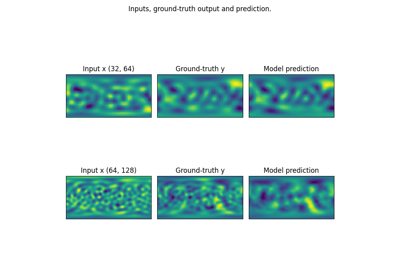 Inputs, ground-truth output and prediction.
Input x (32, 64)
Ground-truth y
Model prediction
Input x (64, 128)
Ground-truth y
Model prediction